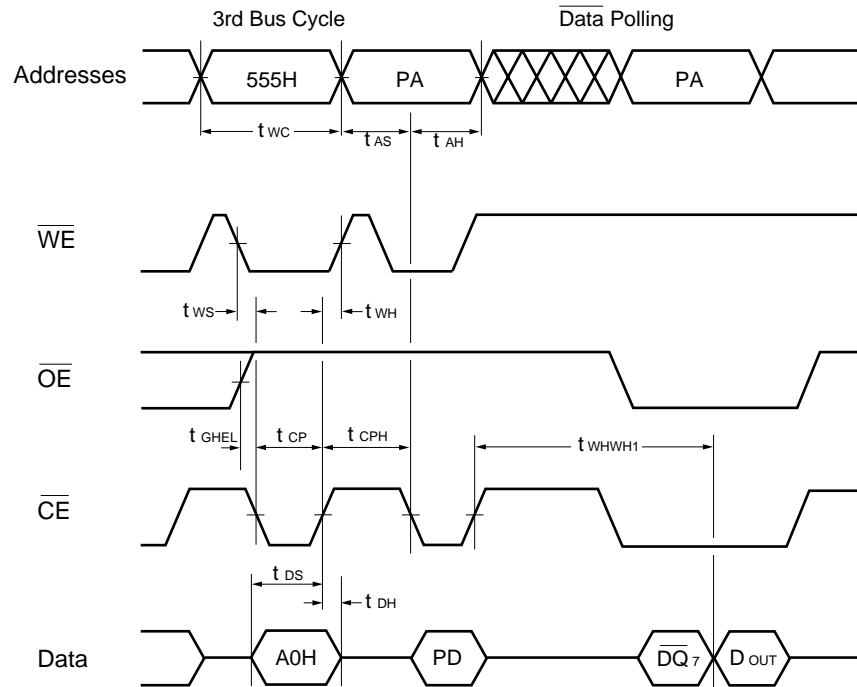 3rd Bus Cycle Data Polling
Addresses 555H PA PA
t WC t AS t AH
WE
t WS t WH
OE
t GHEL t CP t CPH t WHWH1
CE
t DS
t DH
Data A0H PD DQ 7 D OUT